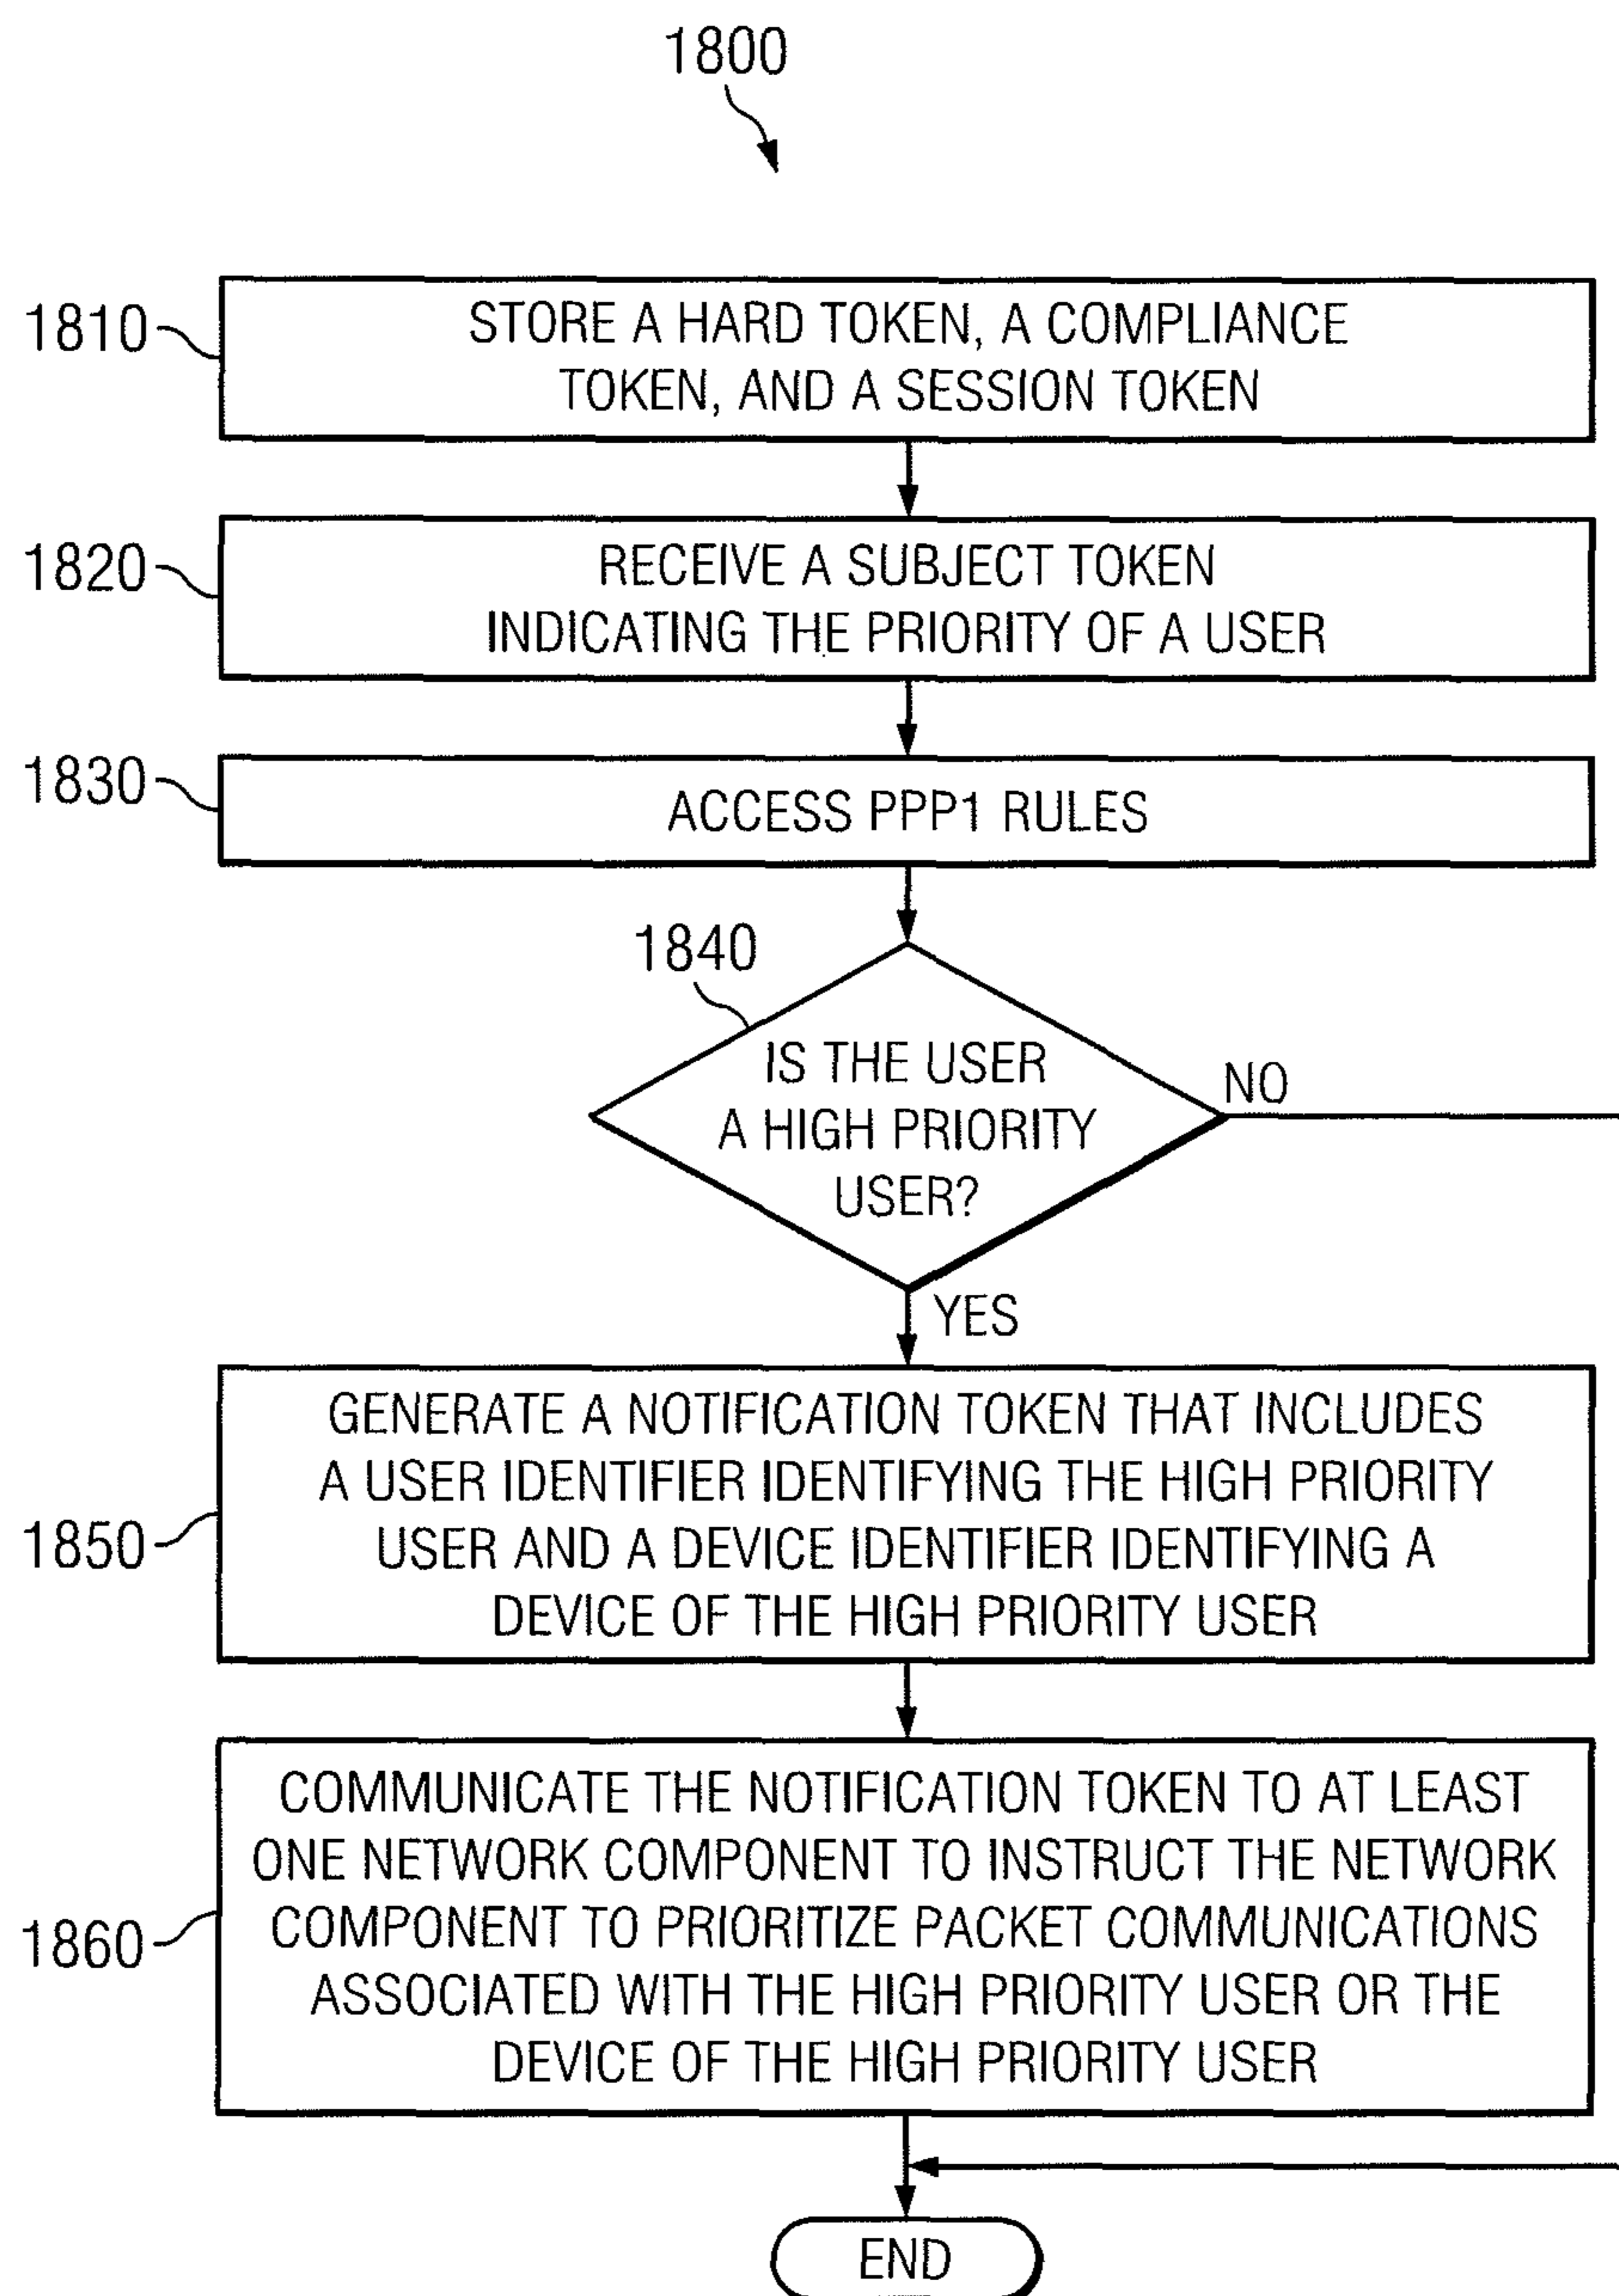 1800
1810
STORE A HARD TOKEN, A COMPLIANCE
TOKEN, AND A SESSION TOKEN
1820
RECEIVE A SUBJECT TOKEN
INDICATING THE PRIORITY OF A USER
1830
ACCESS PPP1 RULES
1840
IS THE USER
A HIGH PRIORITY
USER?
NO
YES
1850
GENERATE A NOTIFICATION TOKEN THAT INCLUDES
A USER IDENTIFIER IDENTIFYING THE HIGH PRIORITY
USER AND A DEVICE IDENTIFIER IDENTIFYING A
DEVICE OF THE HIGH PRIORITY USER
1860
COMMUNICATE THE NOTIFICATION TOKEN TO AT LEAST
ONE NETWORK COMPONENT TO INSTRUCT THE NETWORK
COMPONENT TO PRIORITIZE PACKET COMMUNICATIONS
ASSOCIATED WITH THE HIGH PRIORITY USER OR THE
DEVICE OF THE HIGH PRIORITY USER
END